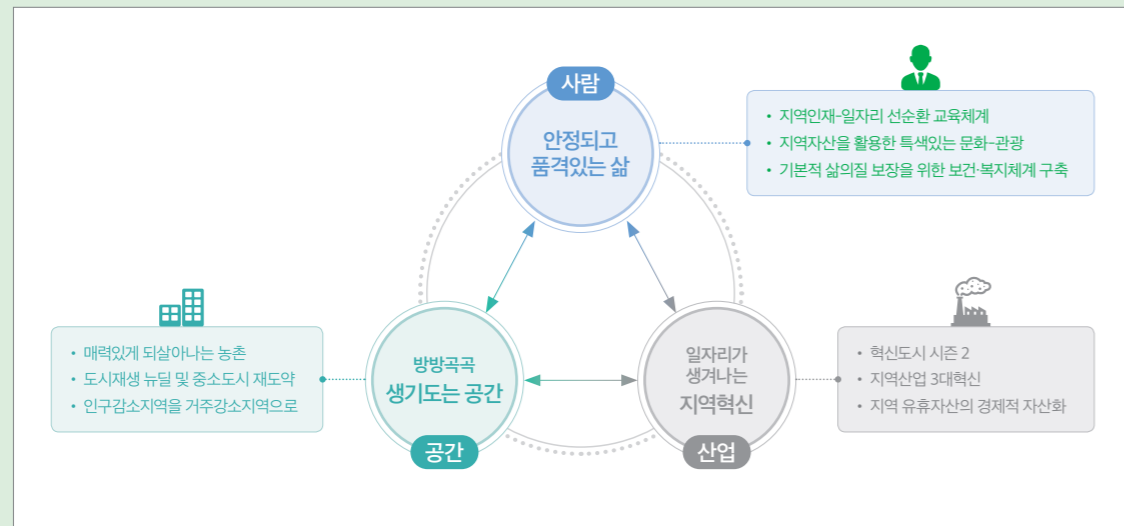 사람
안정되고
품격있는 삶
• 지역인재-일자리 선순환 교육체계
• 지역자산을 활용한 특색있는 문화-관광
• 기본적 삶의질 보장을 위한 보건·복지체계 구축
• 매력있게 되살아나는 농촌
• 도시재생 뉴딜 및 중소도시 재도약
• 인구감소지역을 거주강소지역으로
방방곡곡
생기도는 공간
공간
일자리가
생겨나는
지역혁신
산업
• 혁신도시 시즌 2
• 지역산업 3대혁신
• 지역 유휴자산의 경제적 자산화